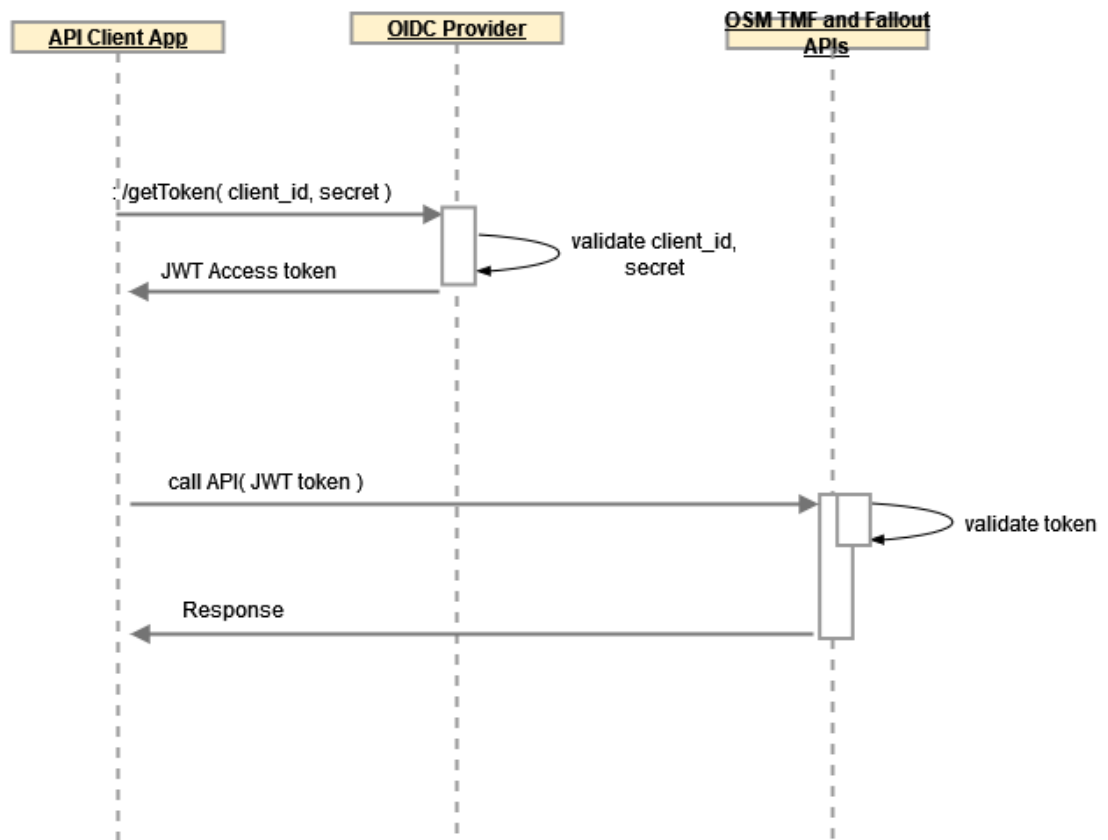 API Client App
OIDC Provider
OSM TMF and Fallout
APIs
: /getToken( client_id, secret )
validate client_id,
secret
JWT Access token
call API( JWT token )
validate token
Response